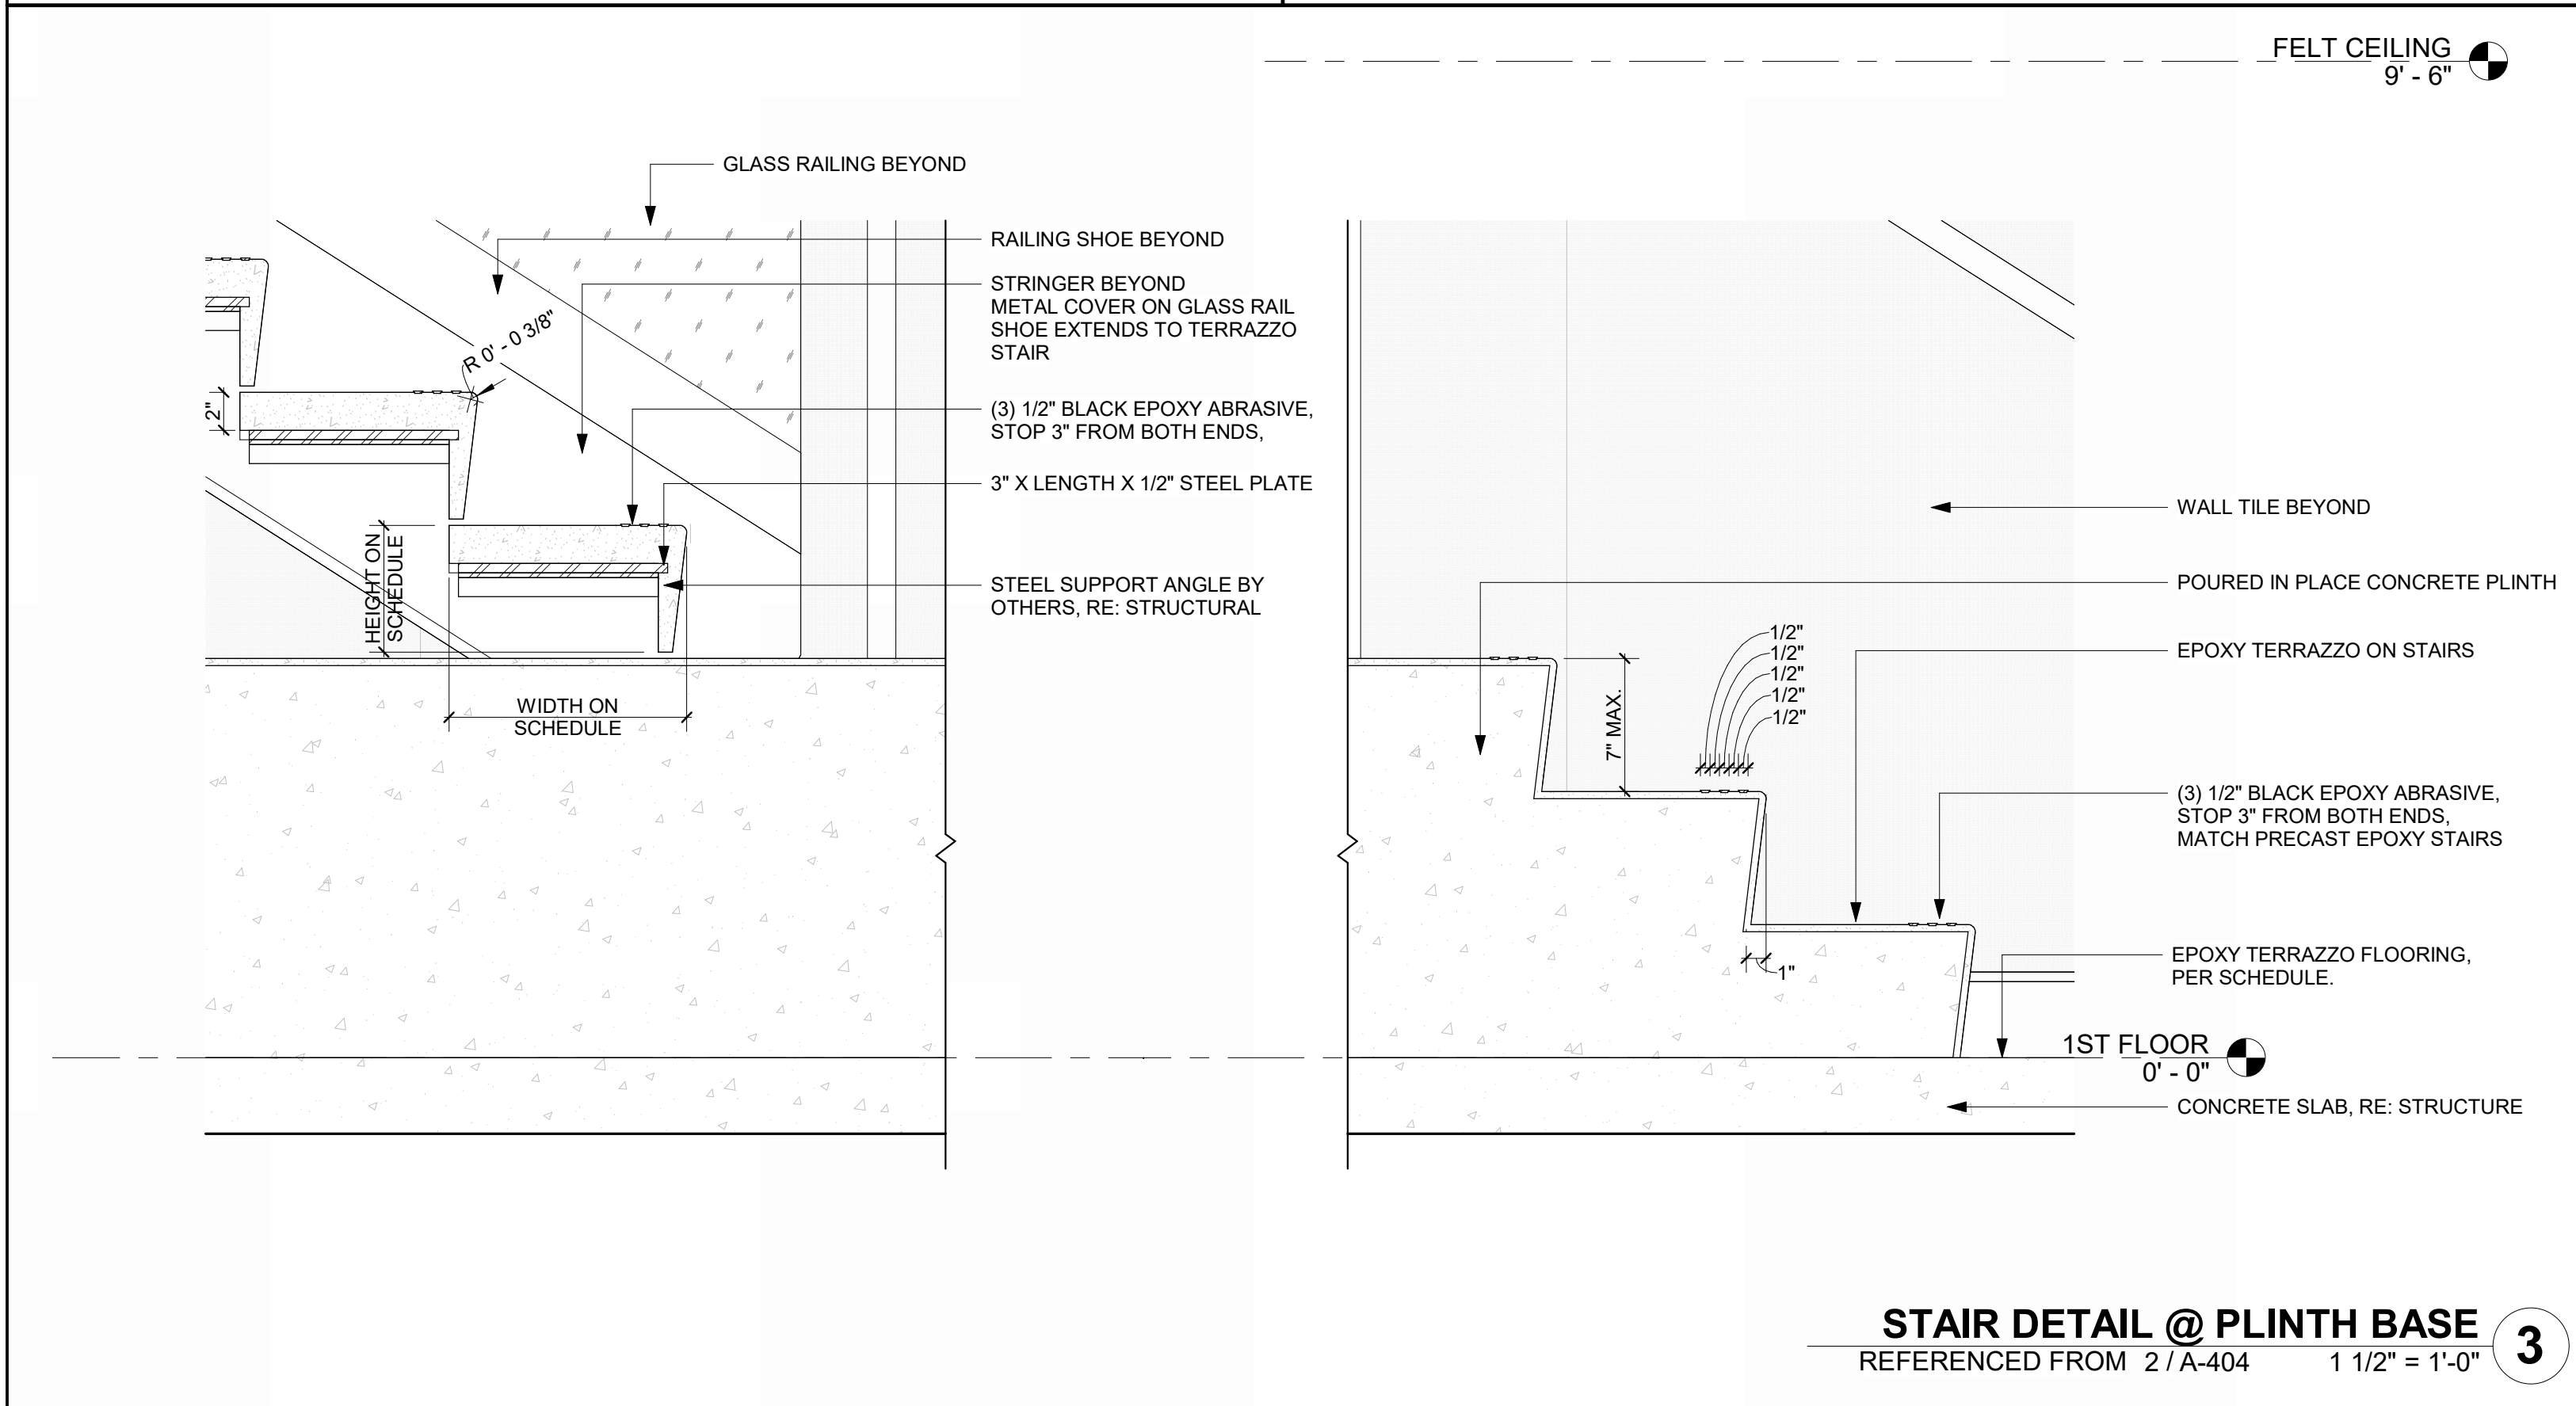 FELT CEILING
9' - 6"
GLASS RAILING BEYOND
RAILING SHOE BEYOND
STRINGER BEYOND
METAL COVER ON GLASS RAIL
SHOE EXTENDS TO TERRAZZO
STAIR
R 0' - 0 3/8"
2"
(3) 1/2" BLACK EPOXY ABRASIVE,
STOP 3" FROM BOTH ENDS,
3" X LENGTH X 1/2" STEEL PLATE
HEIGHT ON
SCHEDULE
STEEL SUPPORT ANGLE BY
OTHERS, RE: STRUCTURAL
WIDTH ON
SCHEDULE
WALL TILE BEYOND
POURED IN PLACE CONCRETE PLINTH
1/2"
1/2"
1/2"
1/2"
1/2"
EPOXY TERRAZZO ON STAIRS
7" MAX.
(3) 1/2" BLACK EPOXY ABRASIVE,
STOP 3" FROM BOTH ENDS,
MATCH PRECAST EPOXY STAIRS
1"
EPOXY TERRAZZO FLOORING,
PER SCHEDULE.
1ST FLOOR
0' - 0"
CONCRETE SLAB, RE: STRUCTURE
STAIR DETAIL @ PLINTH BASE
3
REFERENCED FROM 2 / A-404 1 1/2" = 1'-0"